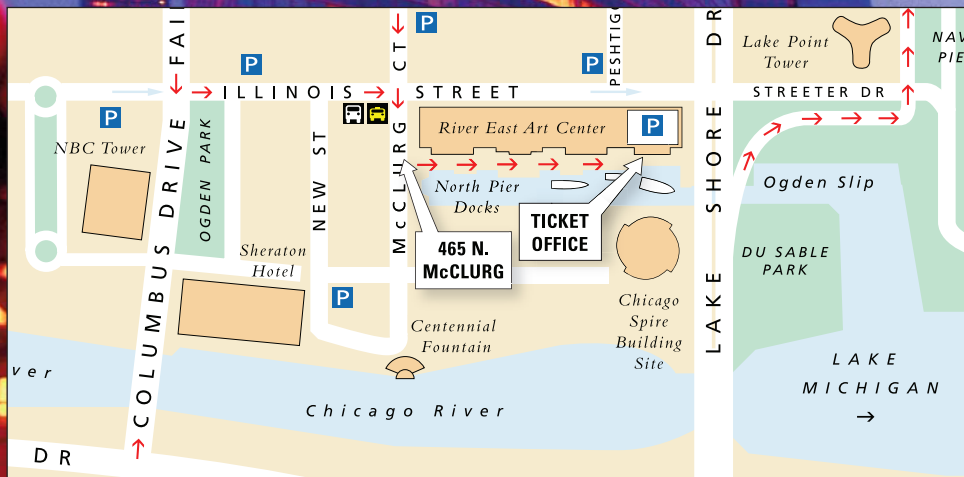 FAI
CT
P
PESHTIG
DR
Lake Point
Tower
NAV
PIE
P
P
ILLINOIS STREET
STREETER DR
P
NBC Tower
OGDEN PARK
NEW ST
McCLURG
River East Art Center
P
North Pier
Docks
Ogden Slip
COLUMBUS DRIVE
LAKE SHORE
465 N.
McCLURG
TICKET
OFFICE
Sheraton
Hotel
DU SABLE
PARK
P
Chicago
Spire
Building
Site
Centennial
Fountain
LAKE
MICHIGAN
ver
Chicago River
DR